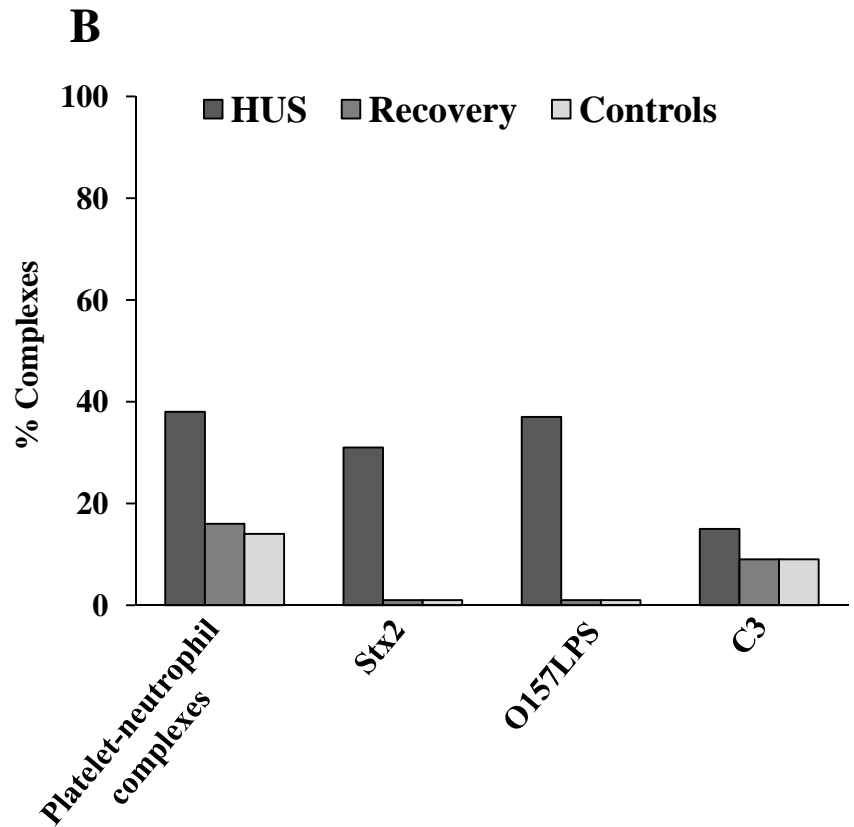 B
HUS Recovery Controls
100
80
60
40
20
0
% Complexes
Platelet-neutrophil
complexes
Stx2
O157LPS
C3